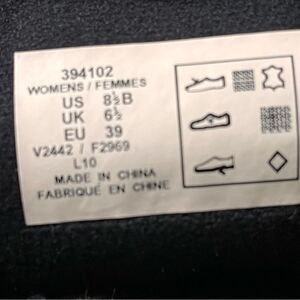 394102
WOMENS / FEMMES
US 8½B
UK 6½
EU 39
V2442 / F2969
L10
MADE IN CHINA
FABRIQUÉ EN CHINE